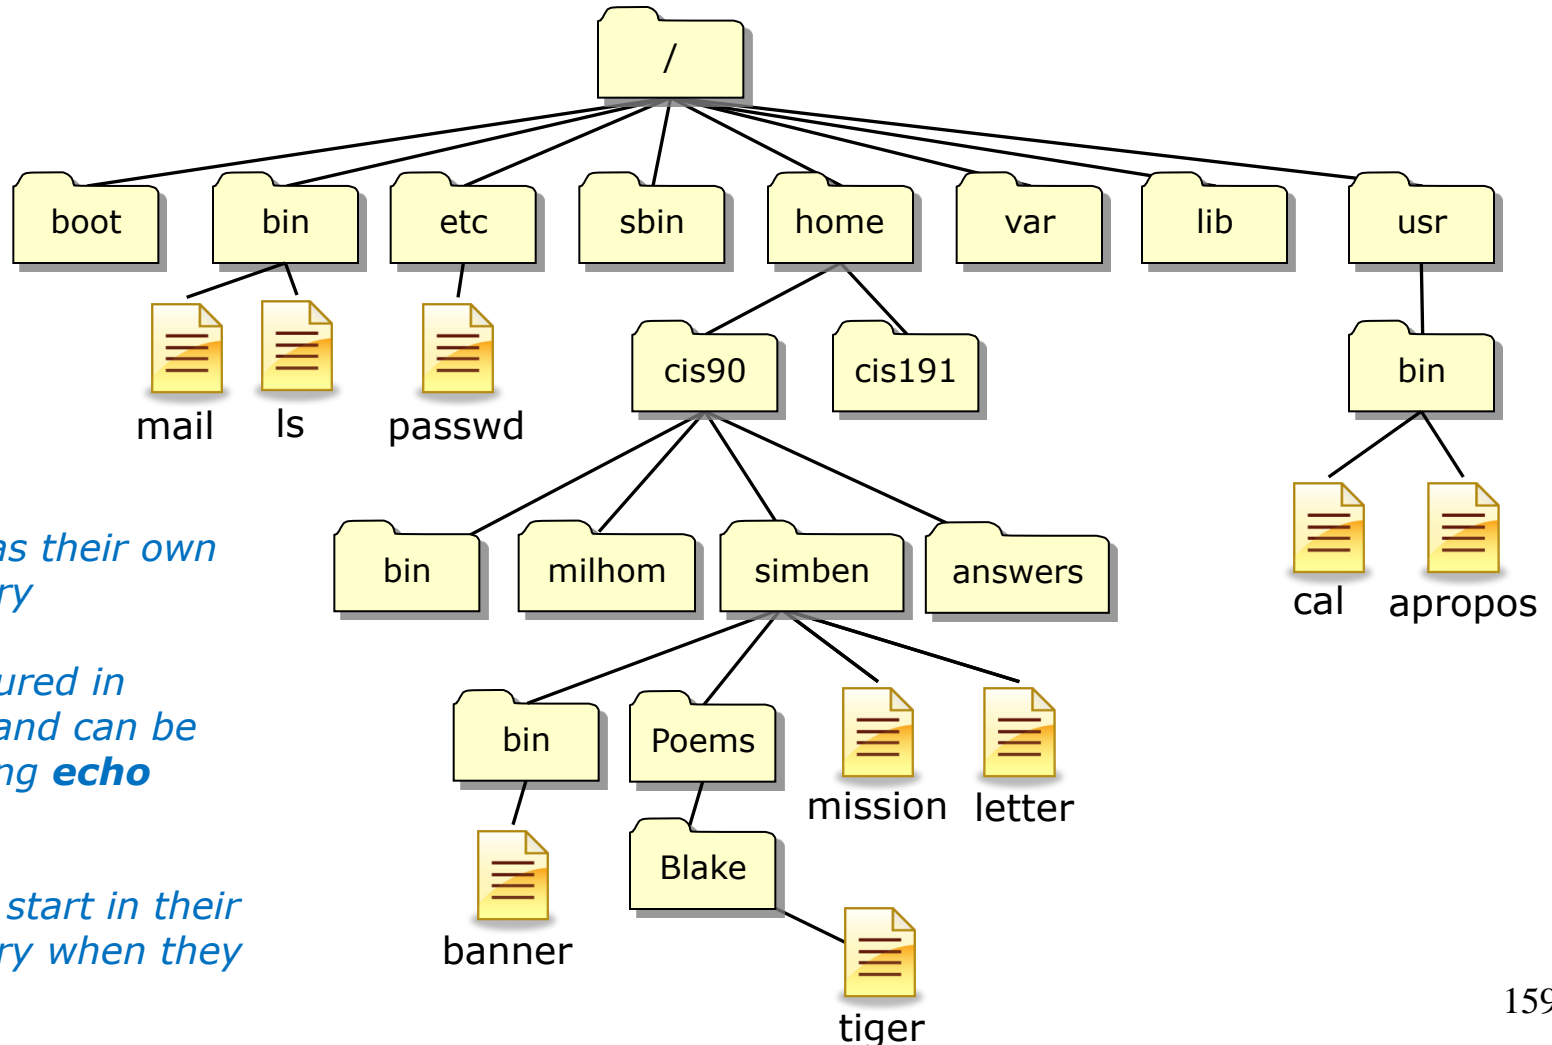 /
boot bin etc sbin home var lib usr
mail ls passwd
cis90 cis191 bin
cal apropos
bin milhom simben answers
as their own
ry
ured in
and can be
ng echo
start in their
ry when they
bin Poems mission letter
banner Blake
tiger
159